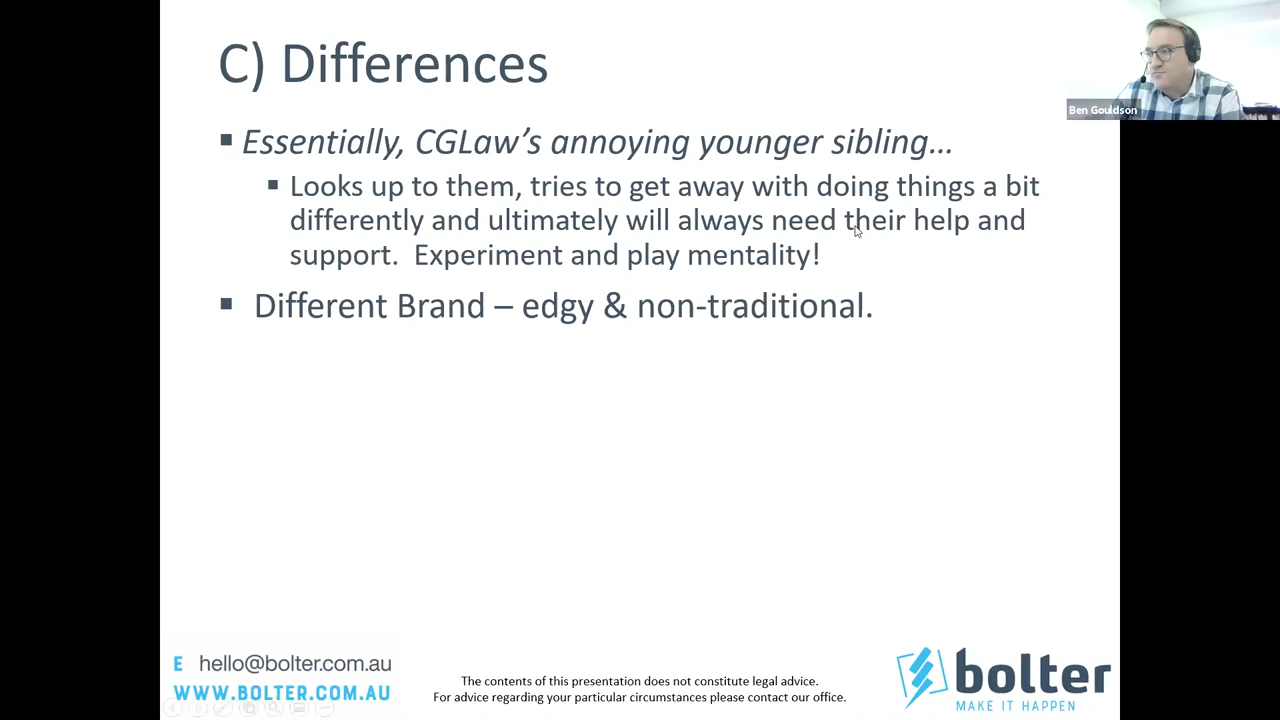 C) Differences
Ben Gouldson
▪ Essentially, CGLaw’s annoying younger sibling…
▪ Looks up to them, tries to get away with doing things a bit
differently and ultimately will always need their help and
support.  Experiment and play mentality!
▪ Different Brand – edgy & non-traditional.
E hello@bolter.com.au
WWW.BOLTER.COM.AU
The contents of this presentation does not constitute legal advice.
For advice regarding your particular circumstances please contact our office.
bolter
MAKE IT HAPPEN